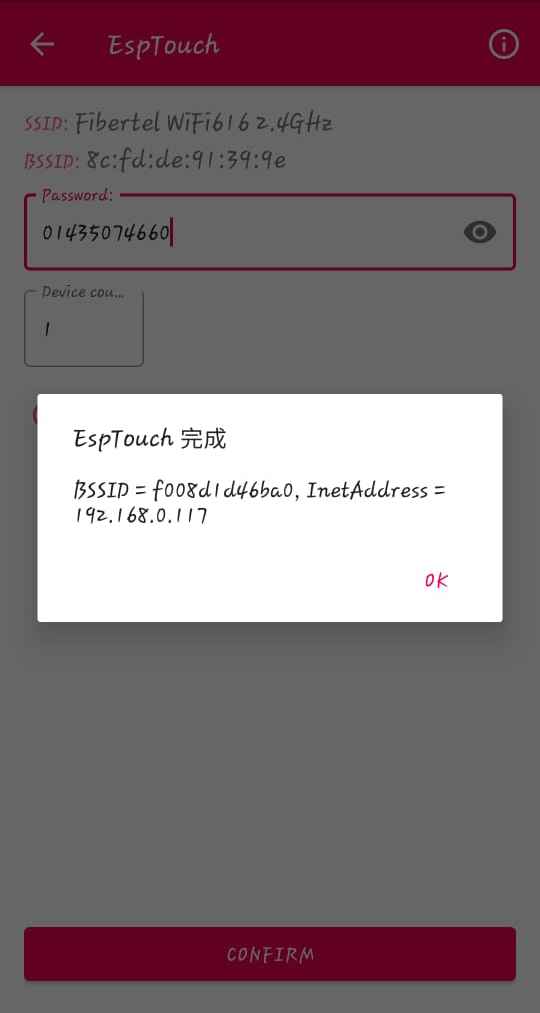 EspTouch
SSID: Fibertel WiFi616 2.4GHz
BSSID: 8c:fd:de:91:39:9e
Password:
01435074660
Device cou...
1
EspTouch 完成
BSSID = f008d1d46ba0, InetAddress =
192.168.0.117
OK
CONFIRM